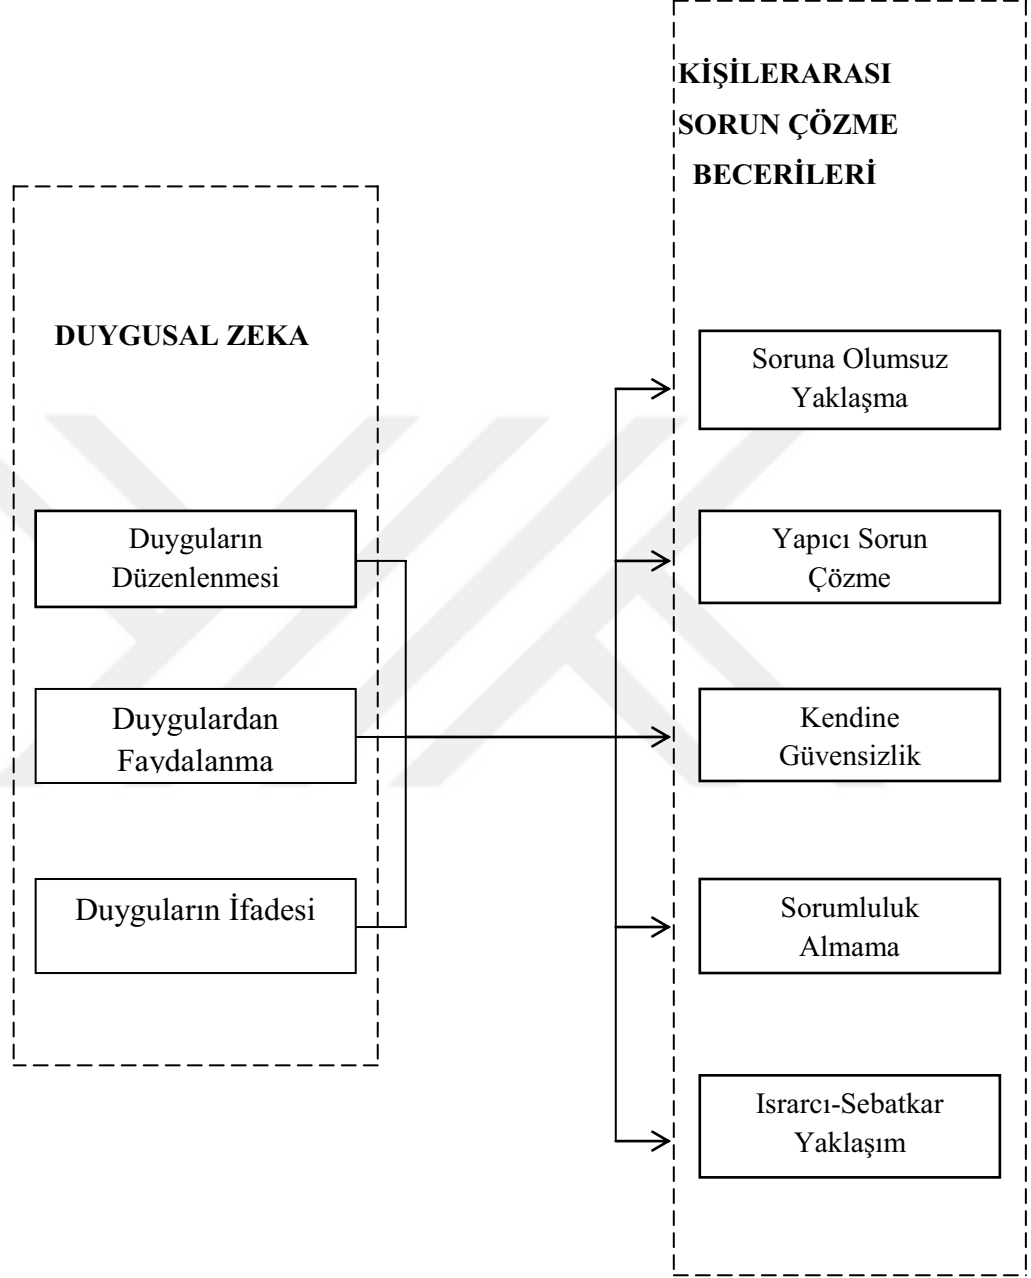 KİŞİLERARASI
SORUN ÇÖZME
BECERİLERİ
DUYGUSAL ZEKA
Duyguların
Düzenlenmesi
Duygulardan
Faydalanma
Duyguların İfadesi
Soruna Olumsuz
Yaklaşma
Yapıcı Sorun
Çözme
Kendine
Güvensizlik
Sorumluluk
Almama
Israrcı-Sebatkar
Yaklaşım